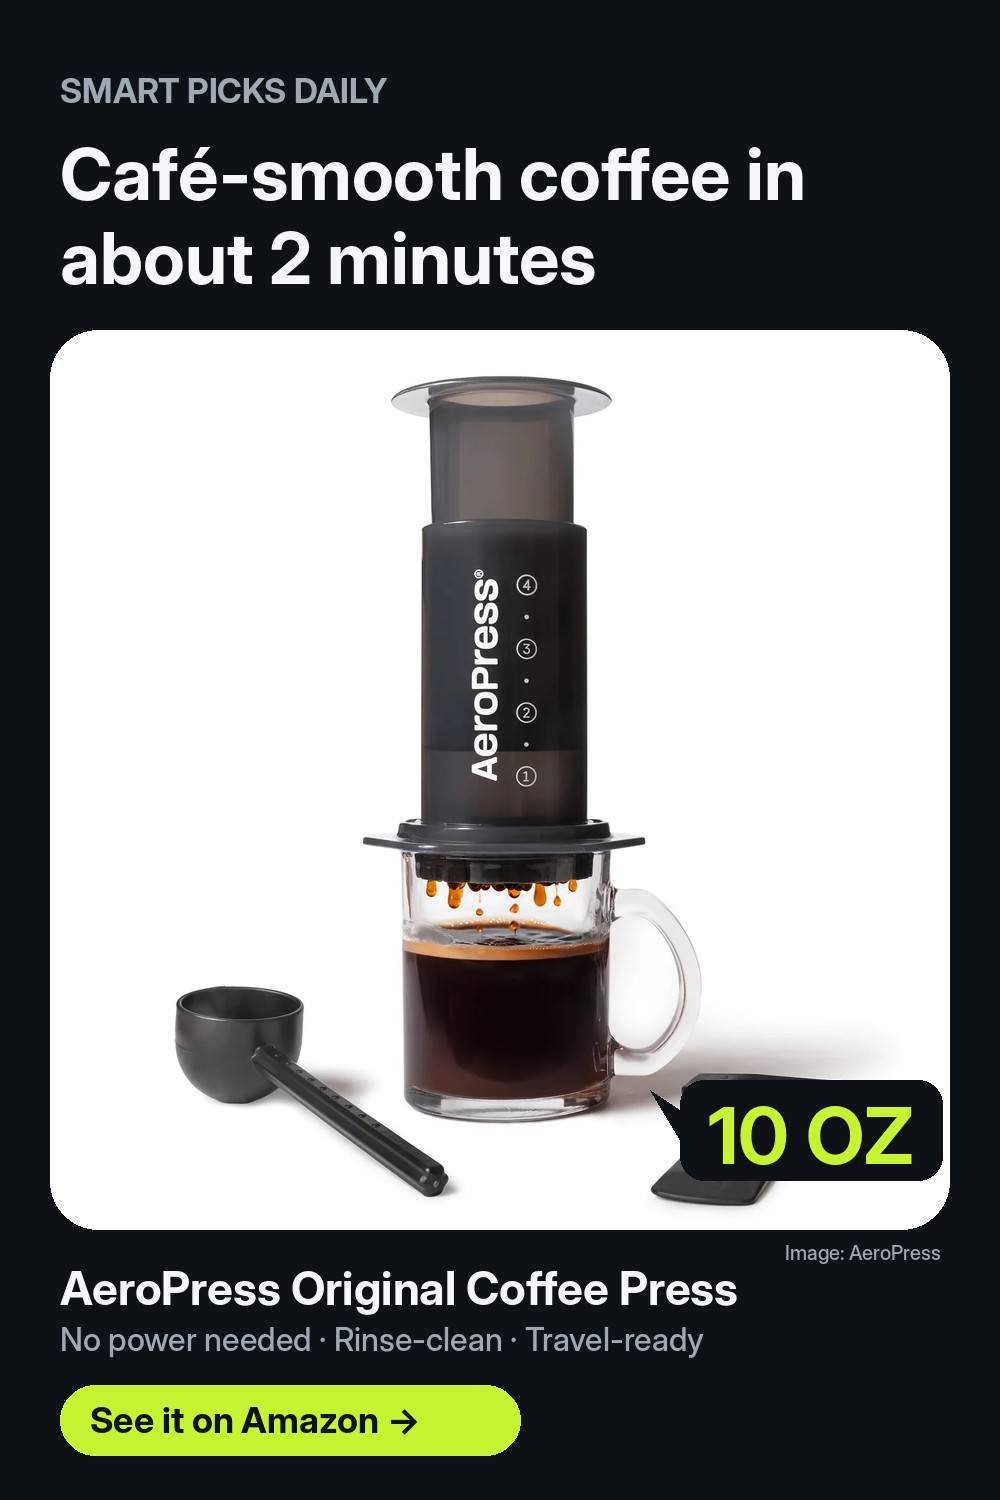 SMART PICKS DAILY
Café-smooth coffee in
about 2 minutes
AeroPress®
4
3
2
1
10 OZ
Image: AeroPress
AeroPress Original Coffee Press
No power needed · Rinse-clean · Travel-ready
See it on Amazon →